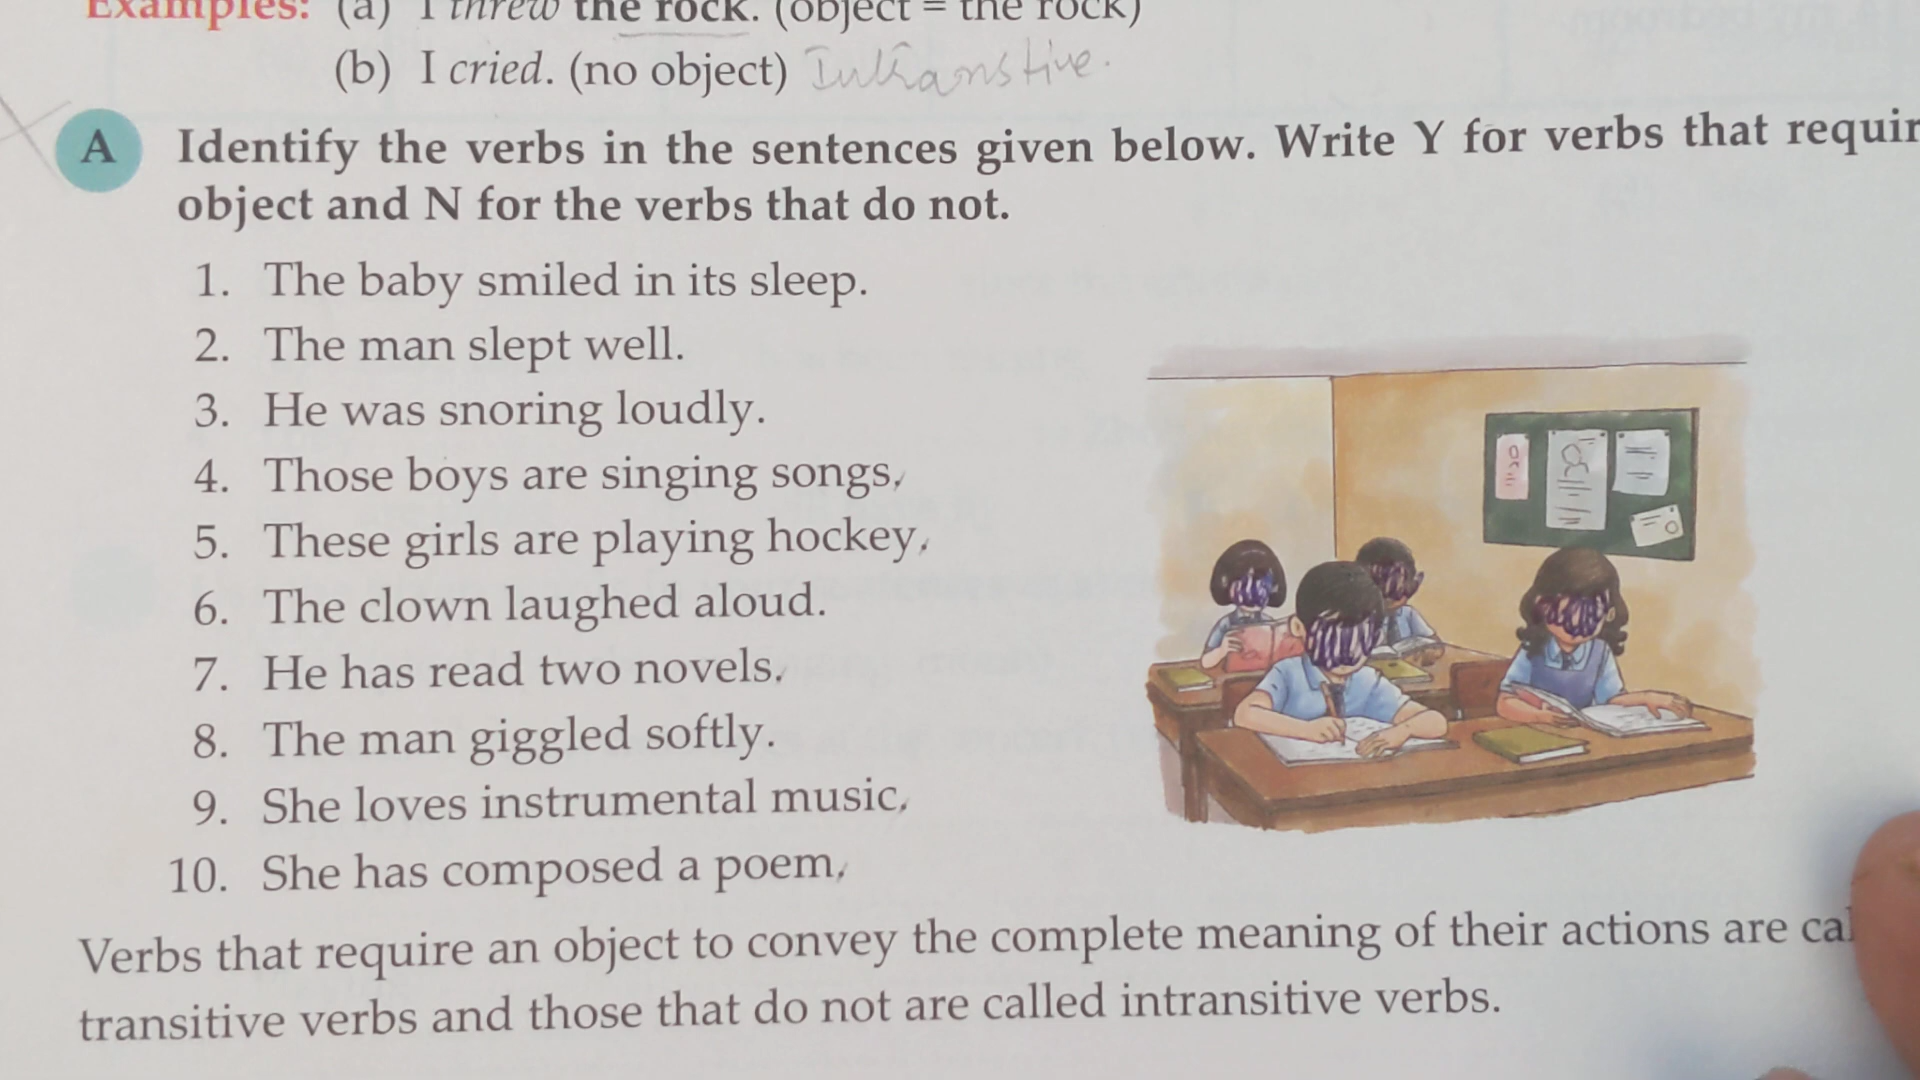 Examples: (a) I threw the rock. (object = the rock)
(b) I cried. (no object)
A Identify the verbs in the sentences given below. Write Y for verbs that requir
object and N for the verbs that do not.
1. The baby smiled in its sleep.
2. The man slept well.
3. He was snoring loudly.
4. Those boys are singing songs.
5. These girls are playing hockey.
6. The clown laughed aloud.
7. He has read two novels.
8. The man giggled softly.
9. She loves instrumental music.
10. She has composed a poem.
Verbs that require an object to convey the complete meaning of their actions are cal
transitive verbs and those that do not are called intransitive verbs.